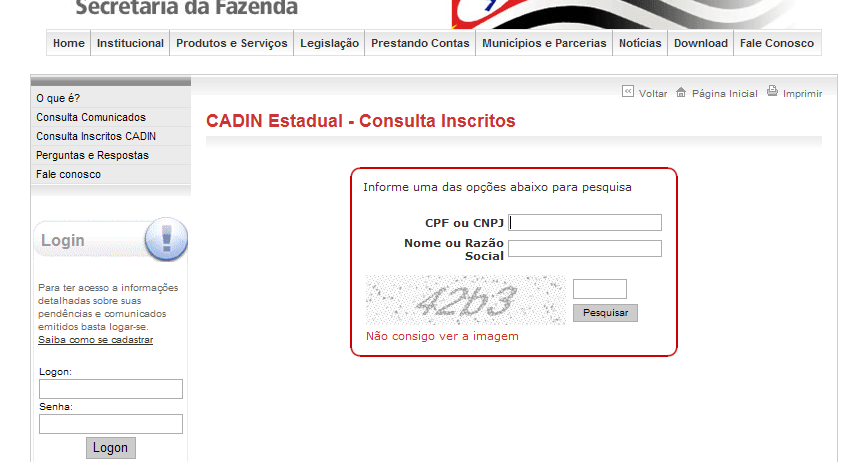 Secretaria da Fazenda
Home Institucional Produtos e Serviços Legislação Prestando Contas Municípios e Parcerias Notícias Download Fale Conosco
Voltar Página Inicial Imprimir
O que é?
Consulta Comunicados
Consulta Inscritos CADIN
Perguntas e Respostas
Fale conosco
Login
Para ter acesso a informações
detalhadas sobre suas
pendências e comunicados
emitidos basta logar-se.
Saiba como se cadastrar
Logon:
Senha:
Logon
CADIN Estadual - Consulta Inscritos
Informe uma das opções abaixo para pesquisa
CPF ou CNPJ
Nome ou Razão
Social
42b3
Pesquisar
Não consigo ver a imagem